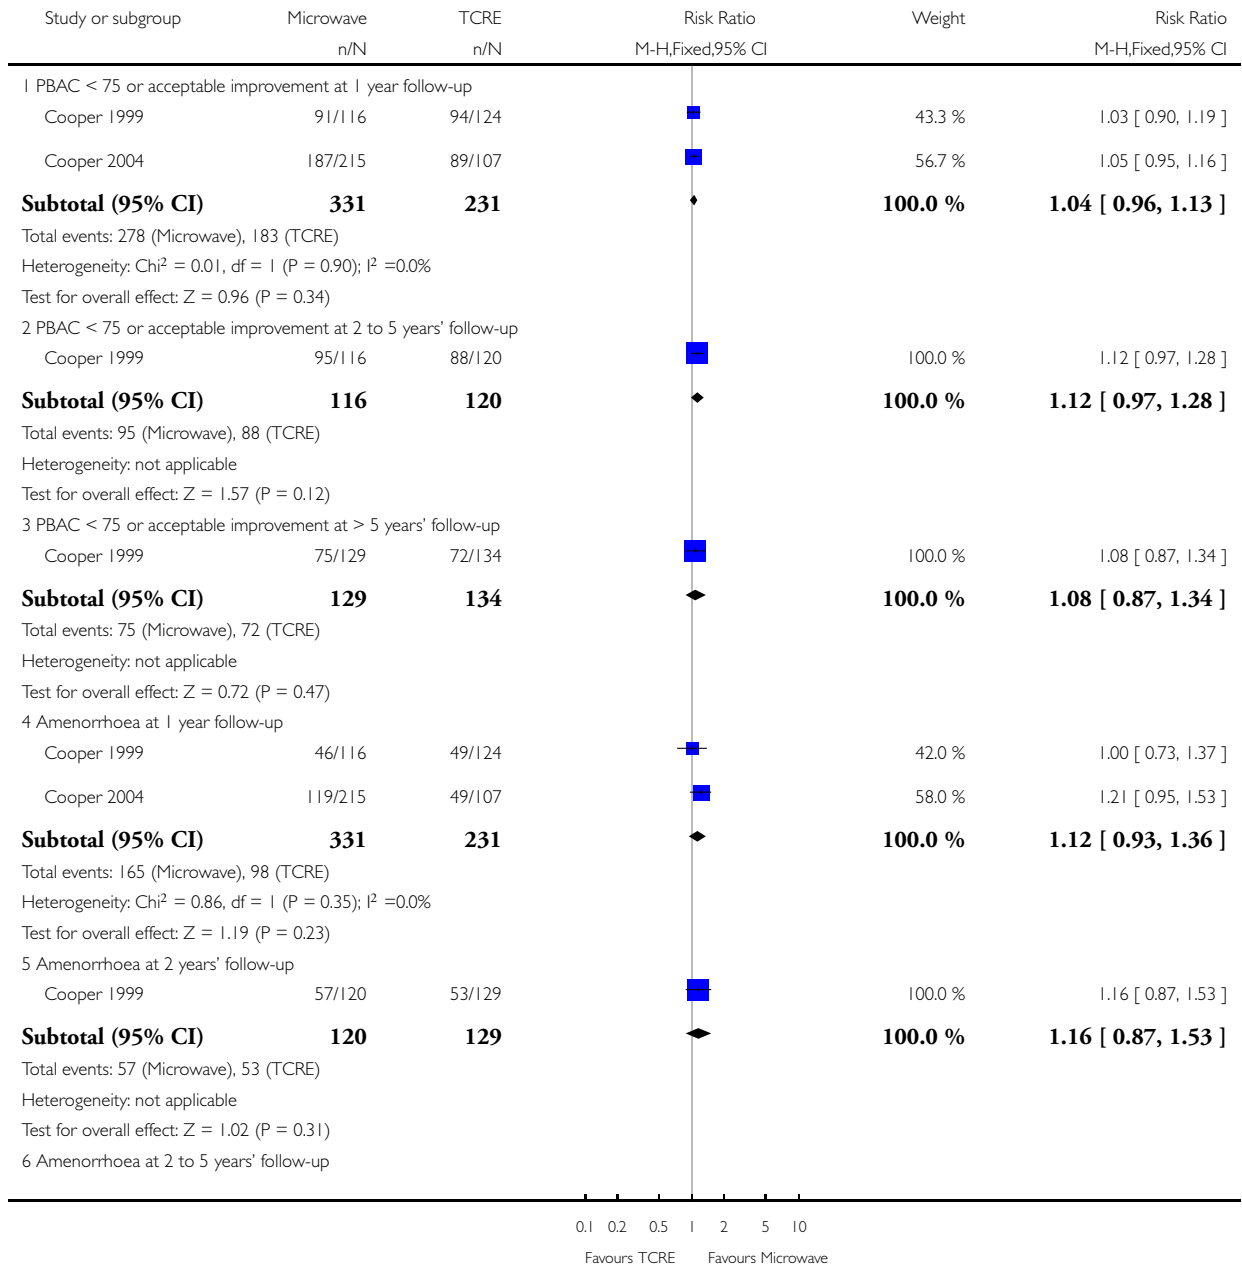 Study or subgroup Microwave TCRE Risk Ratio Weight Risk Ratio
n/N n/N M-H,Fixed,95% CI M-H,Fixed,95% CI
1 PBAC < 75 or acceptable improvement at 1 year follow-up
Cooper 1999 91/116 94/124 43.3 % 1.03 [ 0.90, 1.19 ]
Cooper 2004 187/215 89/107 56.7 % 1.05 [ 0.95, 1.16 ]
Subtotal (95% CI) 331 231 100.0 % 1.04 [ 0.96, 1.13 ]
Total events: 278 (Microwave), 183 (TCRE)
Heterogeneity: Chi² = 0.01, df = 1 (P = 0.90); I² =0.0%
Test for overall effect: Z = 0.96 (P = 0.34)
2 PBAC < 75 or acceptable improvement at 2 to 5 years’ follow-up
Cooper 1999 95/116 88/120 100.0 % 1.12 [ 0.97, 1.28 ]
Subtotal (95% CI) 116 120 100.0 % 1.12 [ 0.97, 1.28 ]
Total events: 95 (Microwave), 88 (TCRE)
Heterogeneity: not applicable
Test for overall effect: Z = 1.57 (P = 0.12)
3 PBAC < 75 or acceptable improvement at > 5 years’ follow-up
Cooper 1999 75/129 72/134 100.0 % 1.08 [ 0.87, 1.34 ]
Subtotal (95% CI) 129 134 100.0 % 1.08 [ 0.87, 1.34 ]
Total events: 75 (Microwave), 72 (TCRE)
Heterogeneity: not applicable
Test for overall effect: Z = 0.72 (P = 0.47)
4 Amenorrhoea at 1 year follow-up
Cooper 1999 46/116 49/124 42.0 % 1.00 [ 0.73, 1.37 ]
Cooper 2004 119/215 49/107 58.0 % 1.21 [ 0.95, 1.53 ]
Subtotal (95% CI) 331 231 100.0 % 1.12 [ 0.93, 1.36 ]
Total events: 165 (Microwave), 98 (TCRE)
Heterogeneity: Chi² = 0.86, df = 1 (P = 0.35); I² =0.0%
Test for overall effect: Z = 1.19 (P = 0.23)
5 Amenorrhoea at 2 years’ follow-up
Cooper 1999 57/120 53/129 100.0 % 1.16 [ 0.87, 1.53 ]
Subtotal (95% CI) 120 129 100.0 % 1.16 [ 0.87, 1.53 ]
Total events: 57 (Microwave), 53 (TCRE)
Heterogeneity: not applicable
Test for overall effect: Z = 1.02 (P = 0.31)
6 Amenorrhoea at 2 to 5 years’ follow-up
0.1 0.2 0.5 1 2 5 10
Favours TCRE Favours Microwave